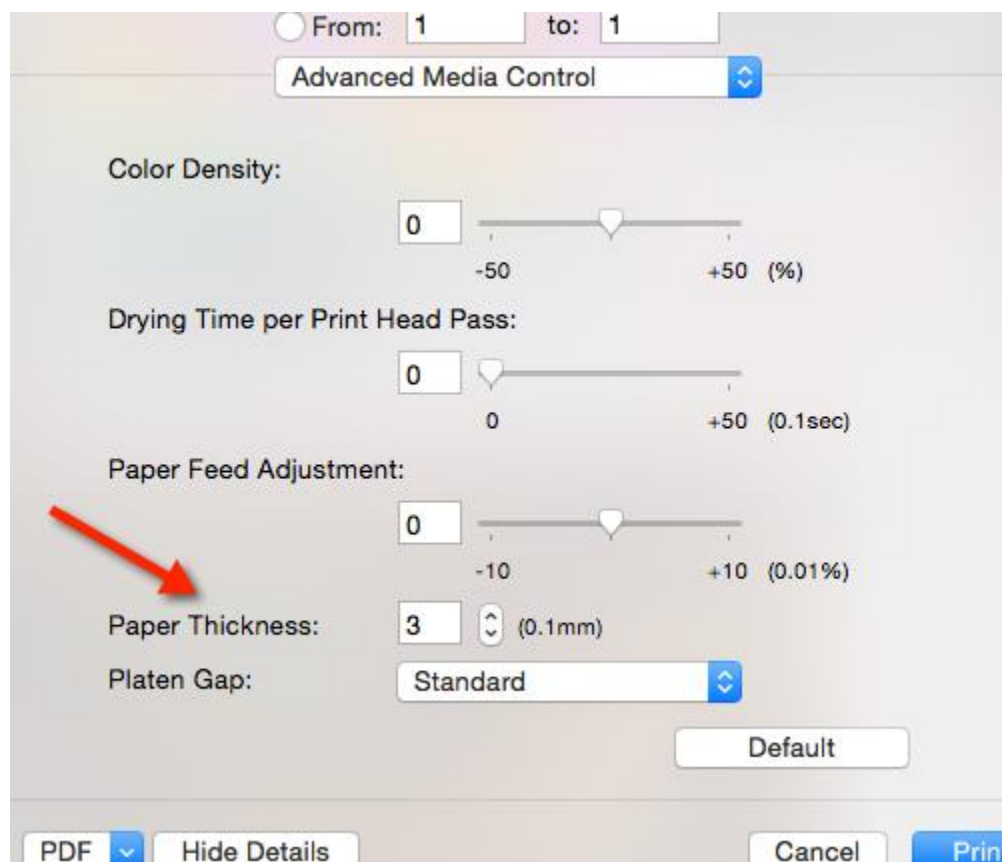 From: 1 to: 1
Advanced Media Control
Color Density:
0
-50 +50 (%)
Drying Time per Print Head Pass:
0
0 +50 (0.1sec)
Paper Feed Adjustment:
0
-10 +10 (0.01%)
Paper Thickness: 3 (0.1mm)
Platen Gap: Standard
Default
PDF Hide Details Cancel Prin